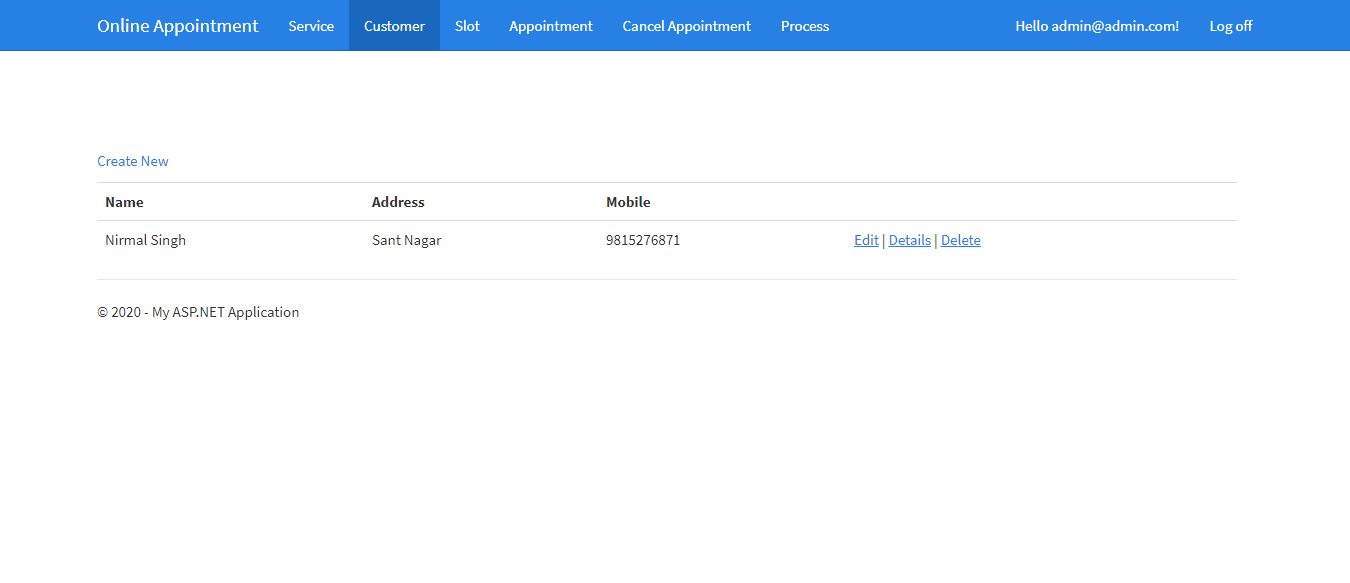 Online Appointment Service Customer Slot Appointment Cancel Appointment Process Hello admin@admin.com! Log off
Create New
Name Address Mobile
Nirmal Singh Sant Nagar 9815276871 Edit | Details | Delete
© 2020 - My ASP.NET Application